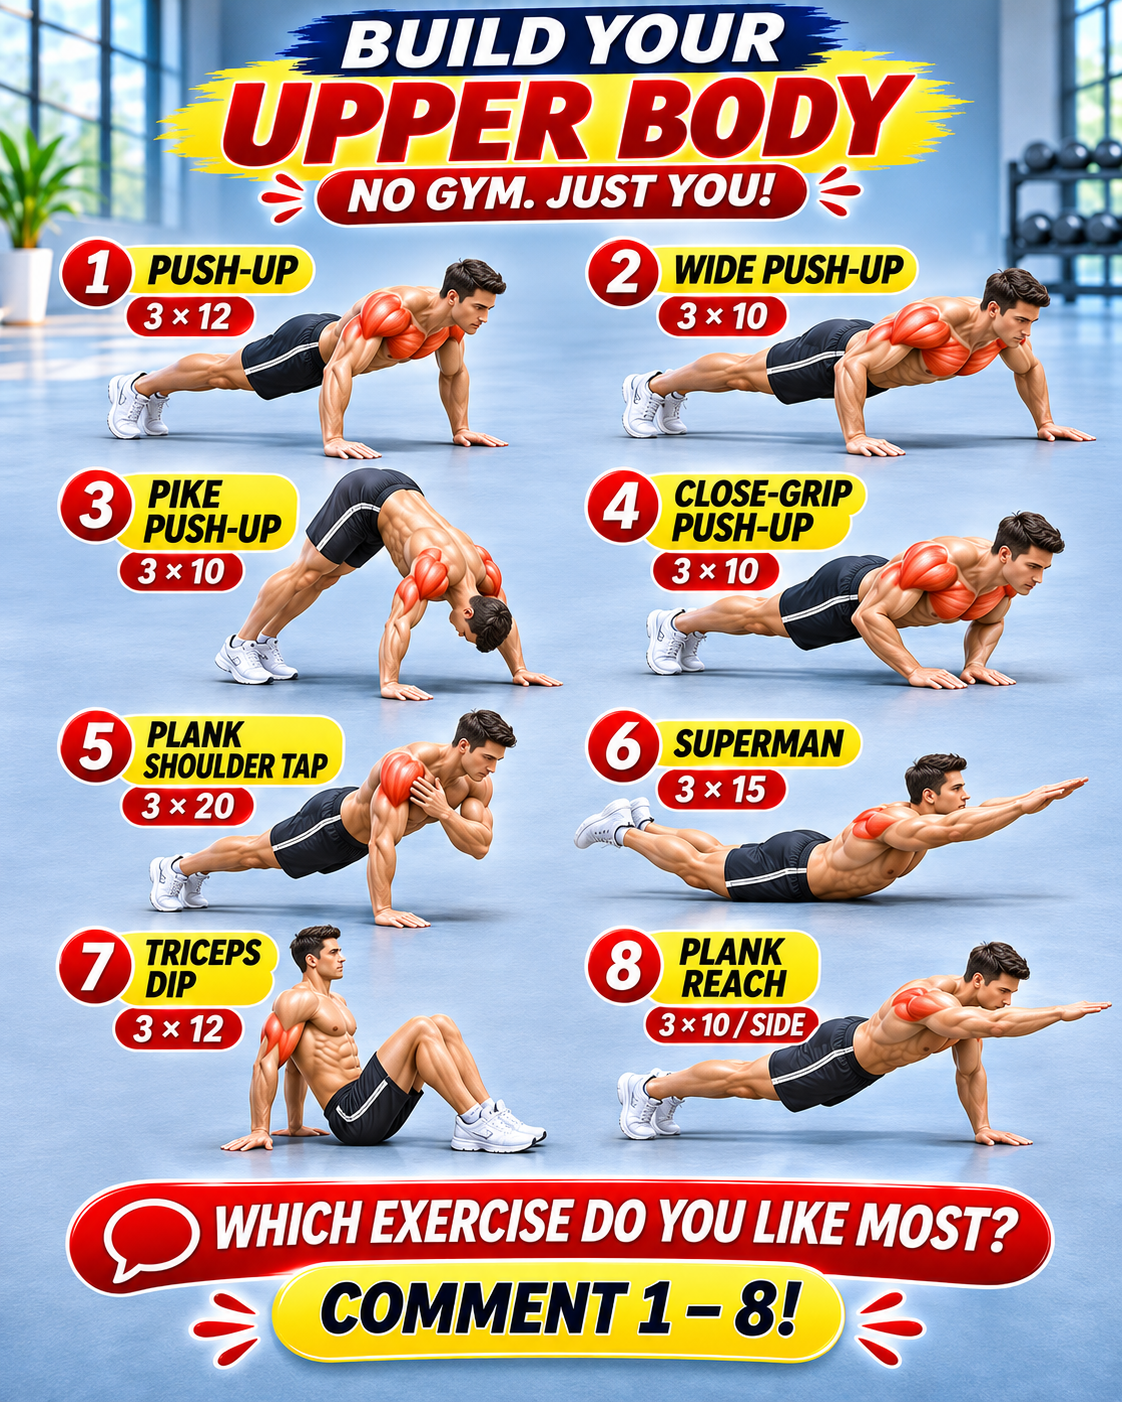 BUILD YOUR
UPPER BODY
NO GYM. JUST YOU!
1 PUSH-UP
3 × 12
2 WIDE PUSH-UP
3 × 10
3 PIKE
PUSH-UP
3 × 10
4 CLOSE-GRIP
PUSH-UP
3 × 10
5 PLANK
SHOULDER TAP
3 × 20
6 SUPERMAN
3 × 15
7 TRICEPS
DIP
3 × 12
8 PLANK
REACH
3 × 10 / SIDE
WHICH EXERCISE DO YOU LIKE MOST?
COMMENT 1 – 8!